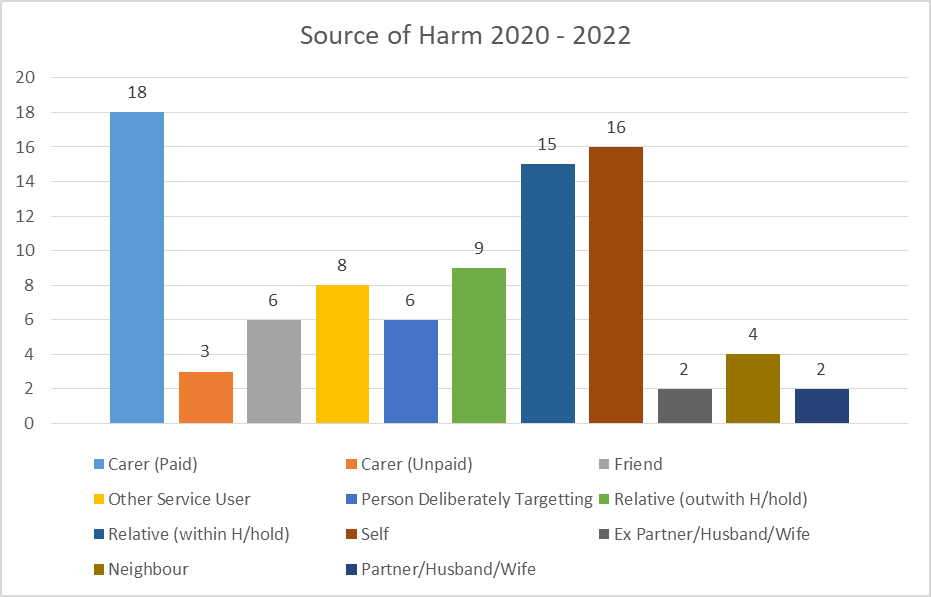 Source of Harm 2020 - 2022
20
18
16
14
12
10
8
6
4
2
0
18
3
6
8
6
9
15
16
2
4
2
Carer (Paid)
Carer (Unpaid)
Friend
Other Service User
Person Deliberately Targetting
Relative (outwith H/hold)
Relative (within H/hold)
Self
Ex Partner/Husband/Wife
Neighbour
Partner/Husband/Wife